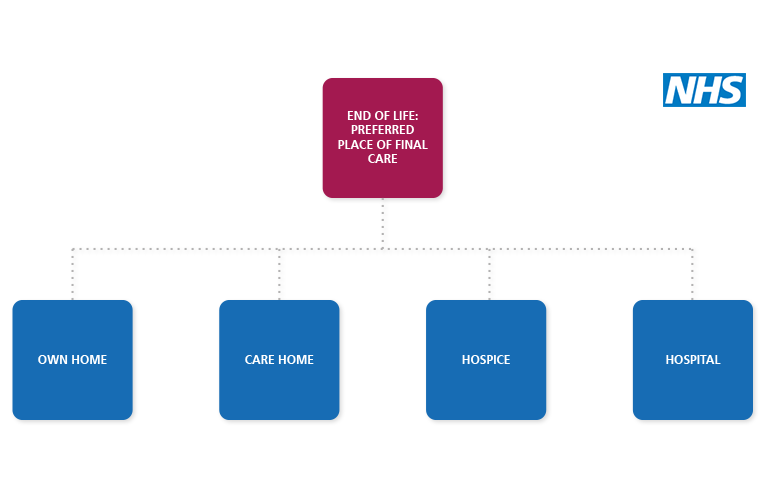 NHS
END OF LIFE:
PREFERRED
PLACE OF FINAL
CARE
OWN HOME
CARE HOME
HOSPICE
HOSPITAL